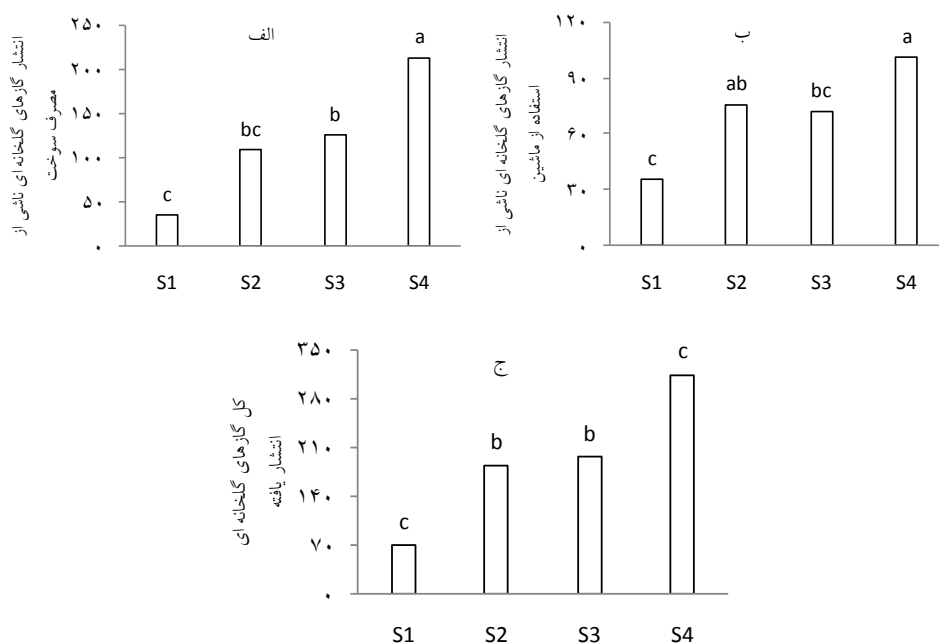 الف
انتشار گازهای گلخانه ای ناشی از
مصرف سوخت
۲۵۰
۲۰۰
۱۵۰
۱۰۰
۵۰
۰
c
bc
b
a
S1
S2
S3
S4
ب
انتشار گازهای گلخانه ای ناشی از
استفاده از ماشین
۱۲۰
۹۰
۶۰
۳۰
۰
c
ab
bc
a
S1
S2
S3
S4
ج
کل گازهای گلخانه ای
انتشار یافته
۳۵۰
۲۸۰
۲۱۰
۱۴۰
۷۰
۰
c
b
b
c
S1
S2
S3
S4